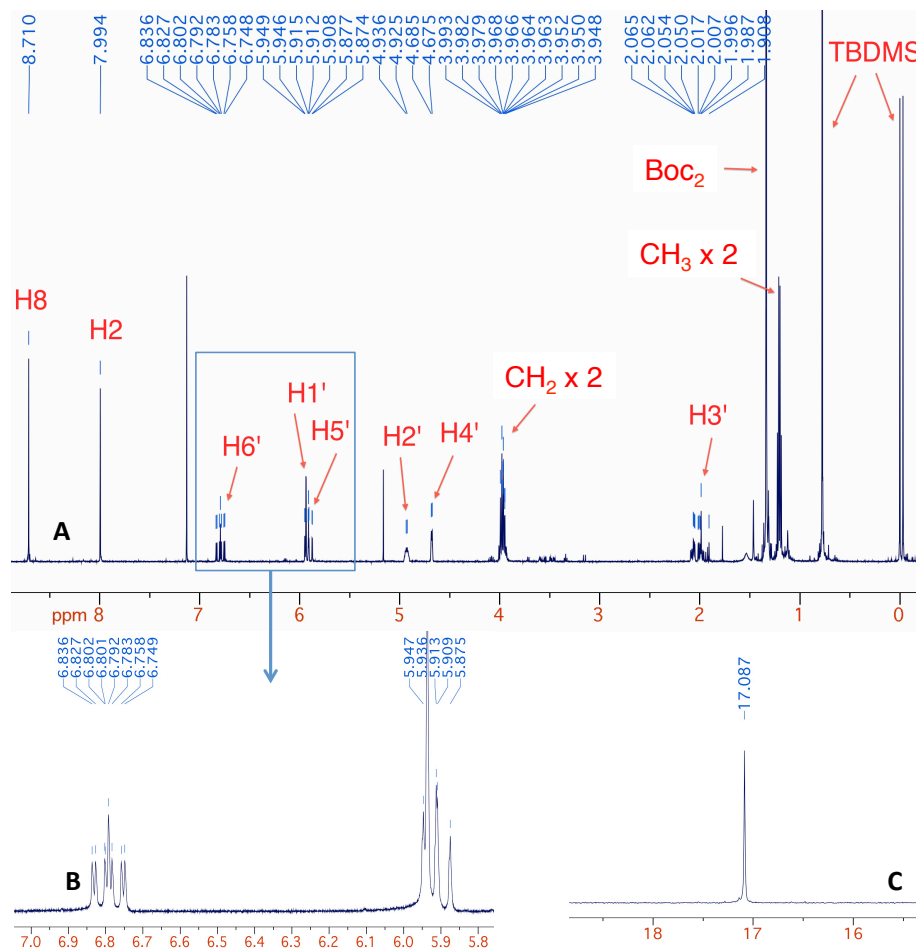 8.710
7.994
6.836
6.827
6.802
6.792
6.783
6.758
6.748
5.949
5.946
5.915
5.912
5.908
5.877
5.874
4.936
4.925
4.685
4.675
3.993
3.982
3.979
3.968
3.966
3.964
3.963
3.952
3.950
3.948
2.065
2.062
2.054
2.050
2.017
2.007
1.996
1.987
1.908
TBDMS
Boc2
CH3 x 2
H8
H2
CH2 x 2
H1'
H5'
H6'
H2'
H4'
H3'
A
ppm 8 7 6 5 4 3 2 1 0
6.836
6.827
6.802
6.801
6.792
6.783
6.758
6.749
5.947
5.936
5.913
5.909
5.875
17.087
B
C
7.0 6.9 6.8 6.7 6.6 6.5 6.4 6.3 6.2 6.1 6.0 5.9 5.8
18 17 16